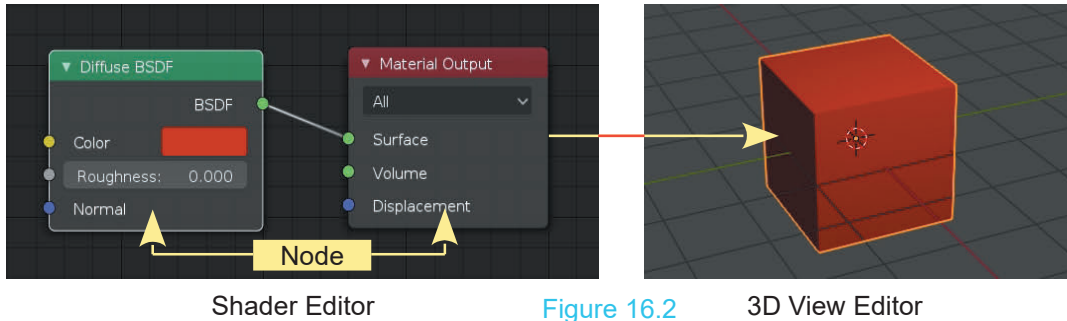 Diffuse BSDF
BSDF
Color
Roughness: 0.000
Normal
Material Output
All
Surface
Volume
Displacement
Node
Shader Editor
Figure 16.2
3D View Editor